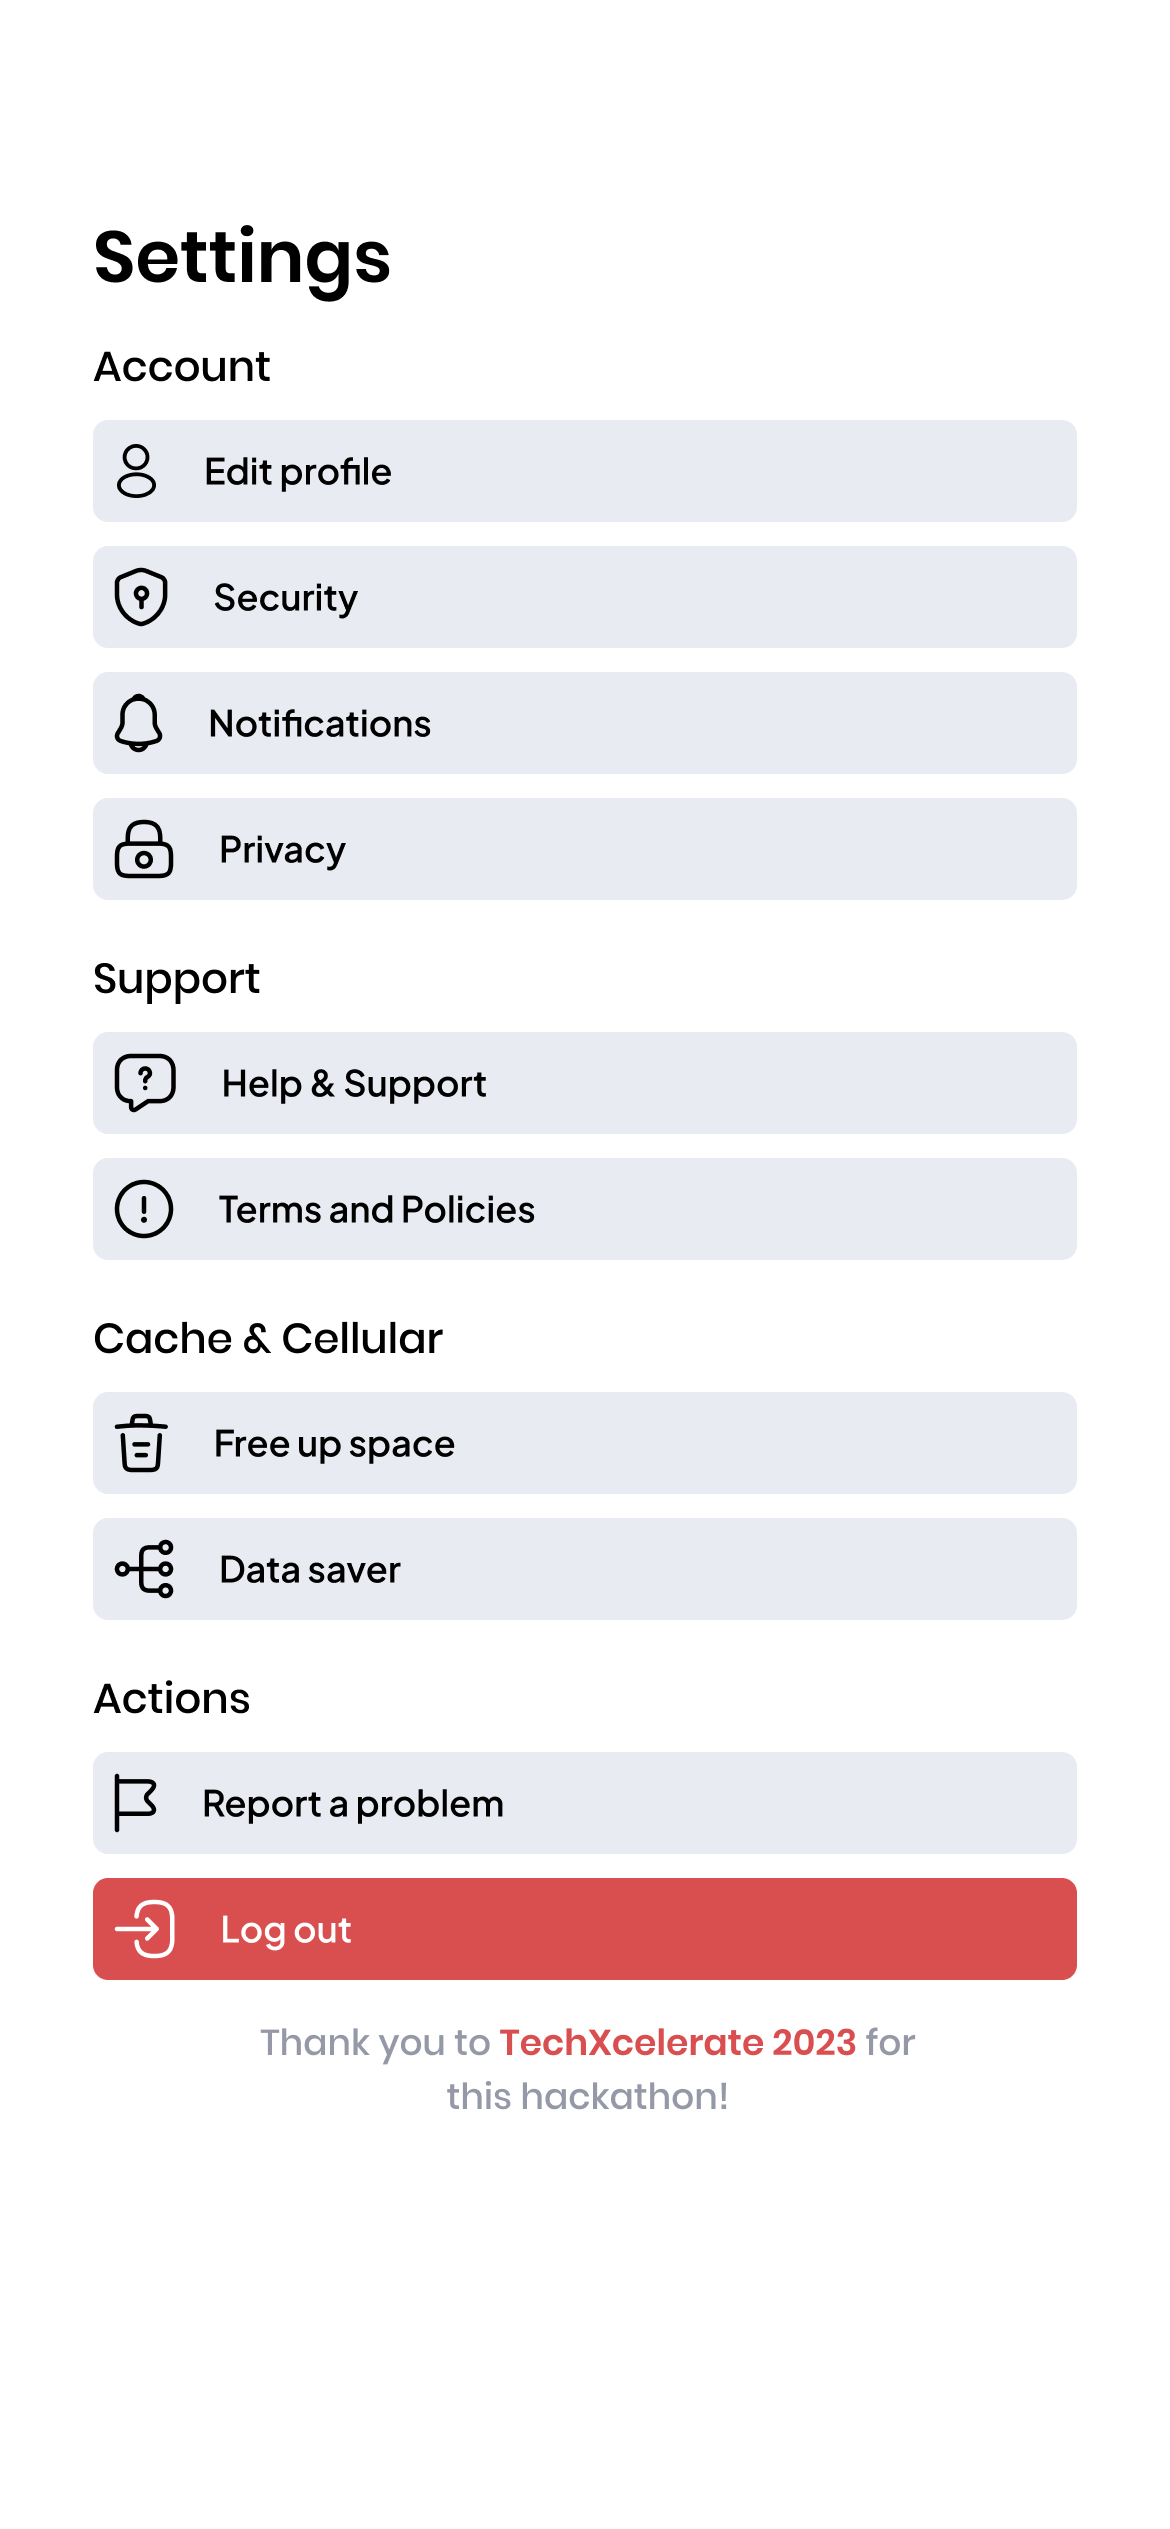 Settings
Account
Edit profile
Security
Notifications
Privacy
Support
Help & Support
Terms and Policies
Cache & Cellular
Free up space
Data saver
Actions
Report a problem
Log out
Thank you to TechXcelerate 2023 for
this hackathon!